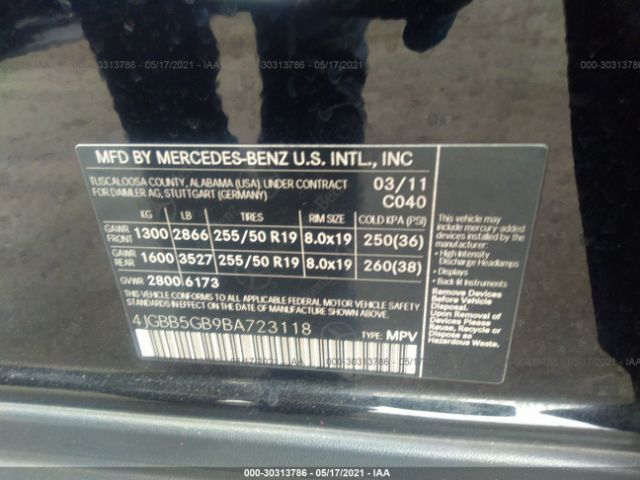 000-30313786 - 05/17/2021 - IAA
MFD BY MERCEDES-BENZ U.S. INTL., INC
TUSCALOOSA COUNTY, ALABAMA (USA). UNDER CONTRACT
FOR DAIMLER AG, STUTTGART (GERMANY)
03/11
C040
KG LB TIRES RIM SIZE COLD KPA (PSI)
GAWR FRONT 1300 2866 255/50 R19 8.0x19 250(36)
GAWR REAR 1600 3527 255/50 R19 8.0x19 260(38)
GVWR 2800 6173
THIS VEHICLE CONFORMS TO ALL APPLICABLE FEDERAL MOTOR VEHICLE SAFETY
STANDARDS IN EFFECT ON THE DATE OF MANUFACTURE SHOWN ABOVE.
4JGBB5GB9BA723118
TYPE: MPV
This vehicle
may include
mercury-added
devices installed
by manufacturer:
• High Intensity
Discharge Headlamps
• Displays
• Back lit Instruments
Remove Devices
before Vehicle
Disposal.
Upon Removal of
Devices please
Reuse, Recycle or
Dispose as
Hazardous Waste.
000-30313786 - 05/17/2021 - IAA